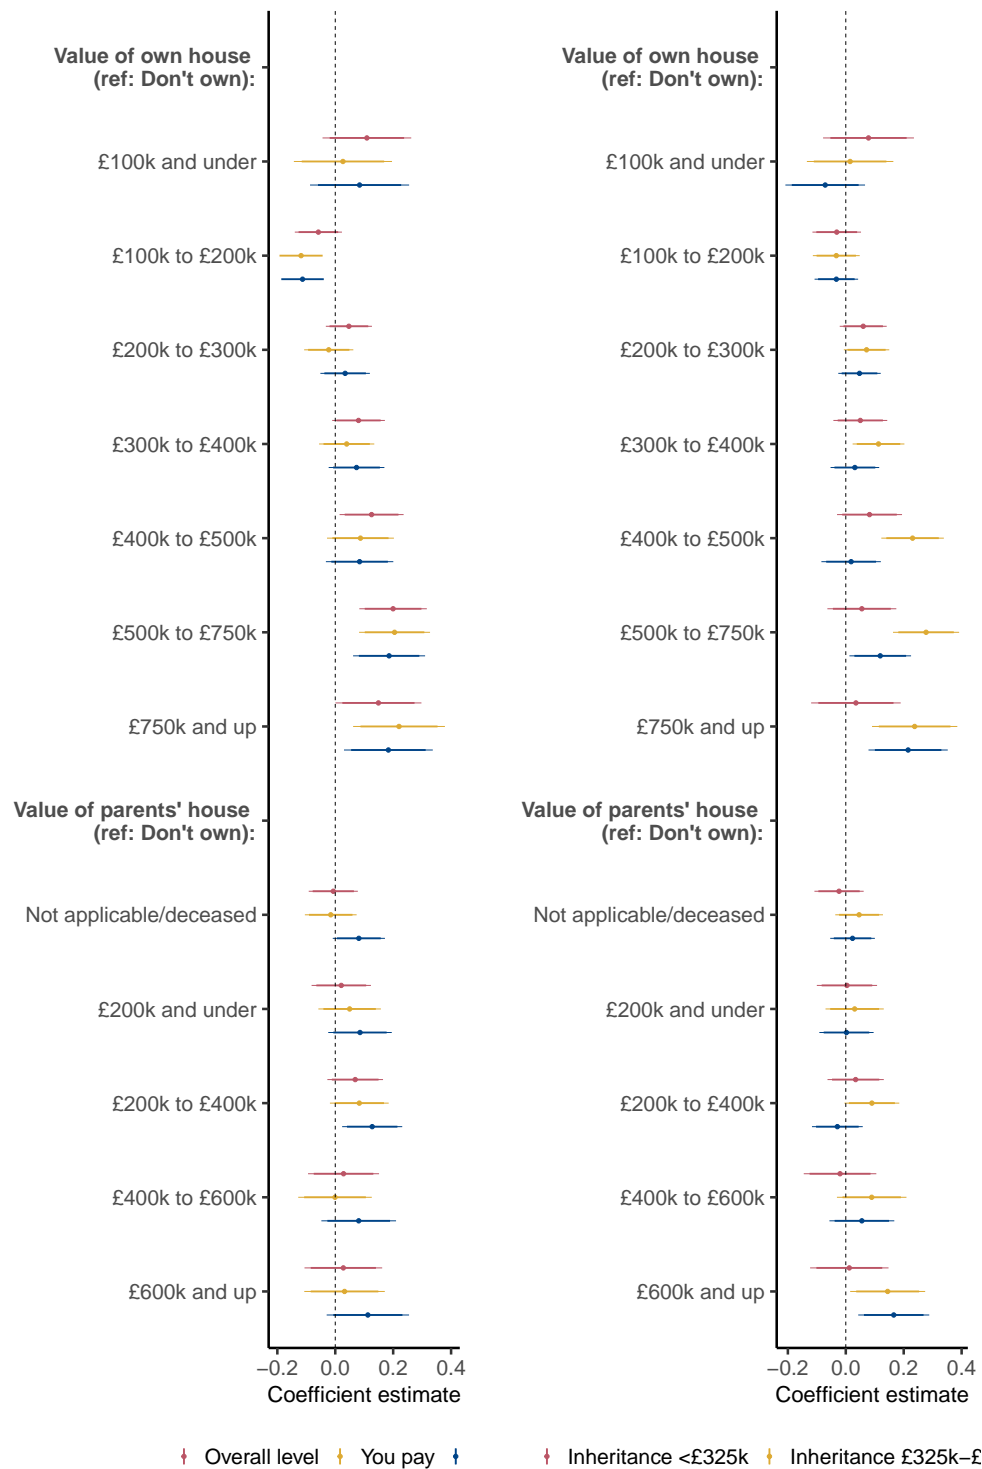 Value of own house
(ref: Don't own):
£100k and under
£100k to £200k
£200k to £300k
£300k to £400k
£400k to £500k
£500k to £750k
£750k and up
Value of parents' house
(ref: Don't own):
Not applicable/deceased
£200k and under
£200k to £400k
£400k to £600k
£600k and up
−0.2 0.0 0.2 0.4
Coefficient estimate
Overall level You pay
Value of own house
(ref: Don't own):
£100k and under
£100k to £200k
£200k to £300k
£300k to £400k
£400k to £500k
£500k to £750k
£750k and up
Value of parents' house
(ref: Don't own):
Not applicable/deceased
£200k and under
£200k to £400k
£400k to £600k
£600k and up
−0.2 0.0 0.2 0.4
Coefficient estimate
Inheritance <£325k Inheritance £325k−£